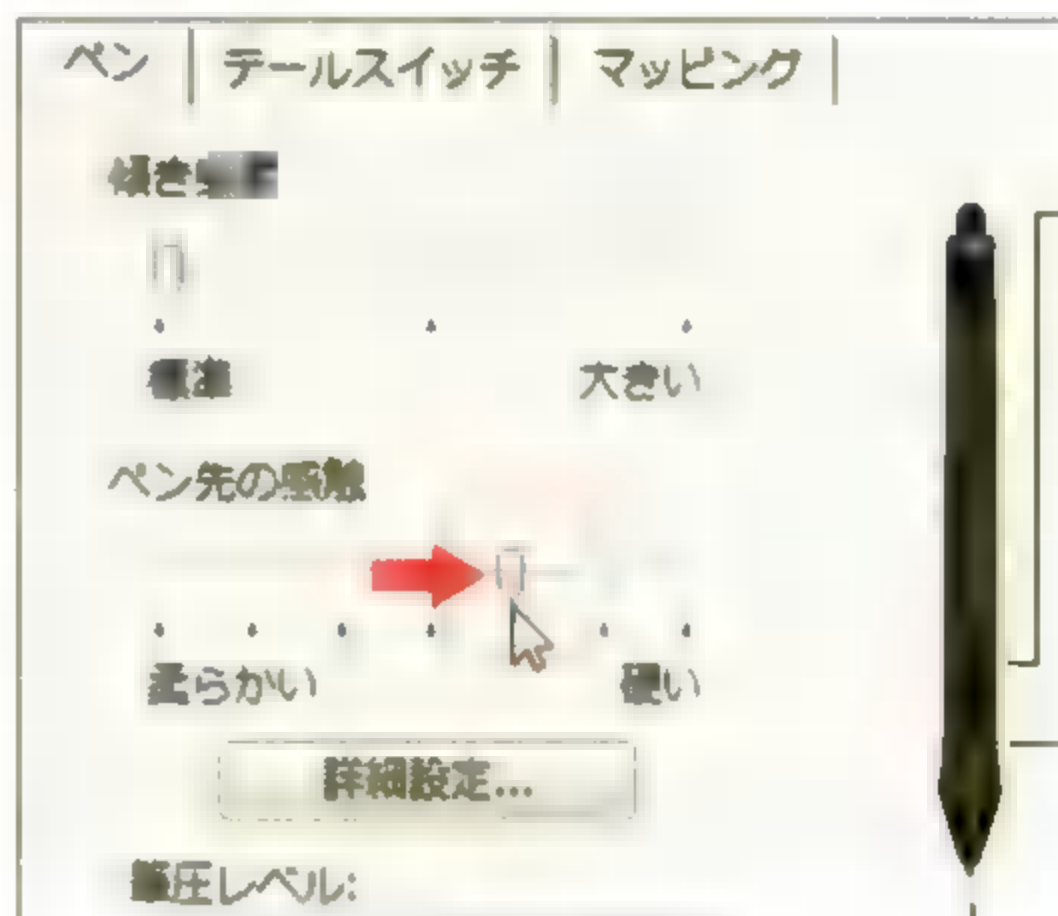 ペン テールスイッチ マッピング
傾き感度
標準 大きい
ペン先の感触
柔らかい 硬い
詳細設定...
筆圧レベル: